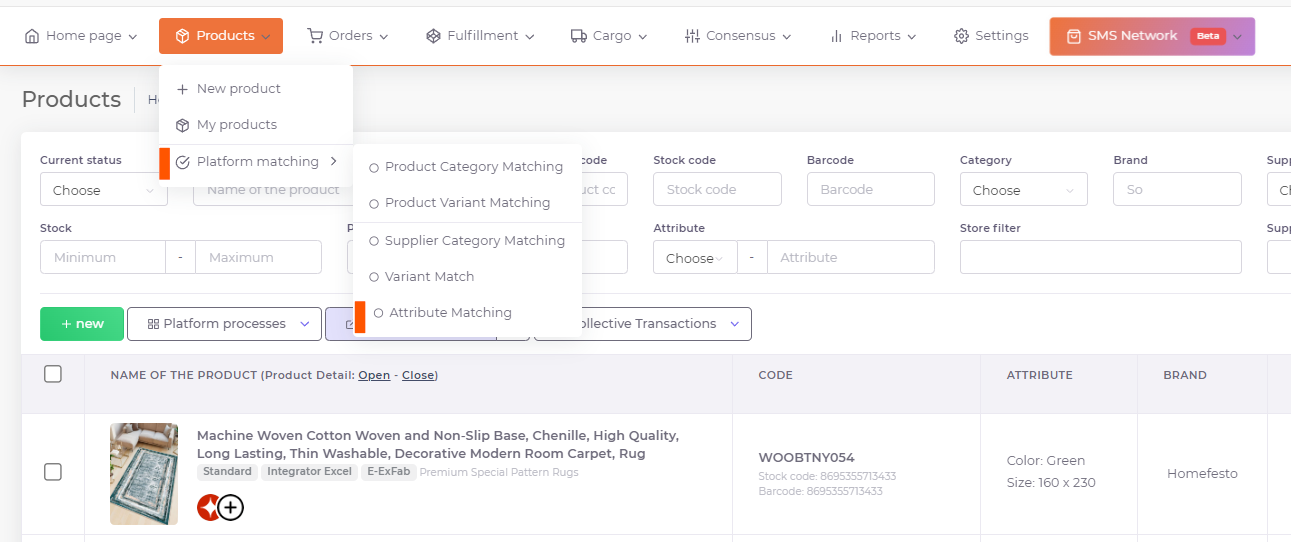 Home page
Products
Orders
Fulfillment
Cargo
Consensus
Reports
Settings
SMS Network Beta
New product
My products
Platform matching
Product Category Matching
Product Variant Matching
Supplier Category Matching
Variant Match
Attribute Matching
Products
Current status
Stock code
Barcode
Category
Brand
Choose
Name of the product
Stock code
Barcode
Choose
So
Stock
Attribute
Store filter
Minimum - Maximum
Choose - Attribute
+ new
Platform processes
ollective Transactions
NAME OF THE PRODUCT (Product Detail: Open - Close)
CODE
ATTRIBUTE
BRAND
Machine Woven Cotton Woven and Non-Slip Base, Chenille, High Quality,
Long Lasting, Thin Washable, Decorative Modern Room Carpet, Rug
Standard Integrator Excel E-ExFab Premium Special Pattern Rugs
WOOBTNY054
Stock code: 8695355713433
Barcode: 8695355713433
Color: Green
Size: 160 x 230
Homefesto